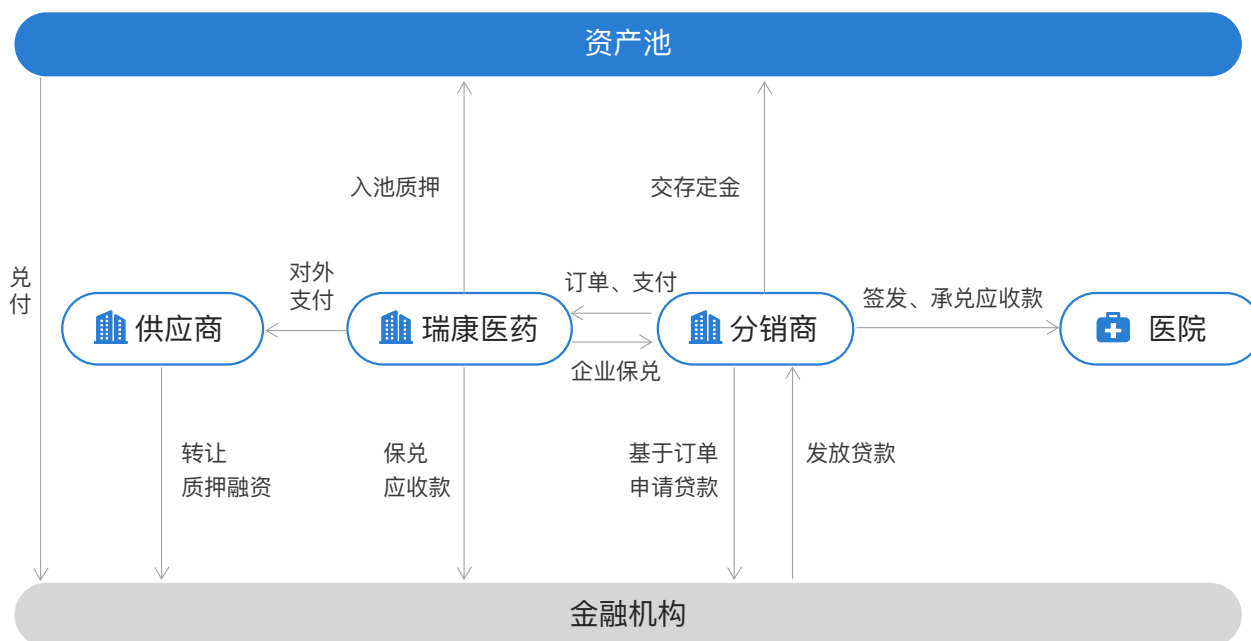 资产池
入池质押
交存定金
兑
付
对外
支付
订单、支付
签发、承兑应收款
供应商
瑞康医药
分销商
医院
企业保兑
转让
质押融资
保兑
应收款
基于订单
申请贷款
发放贷款
金融机构